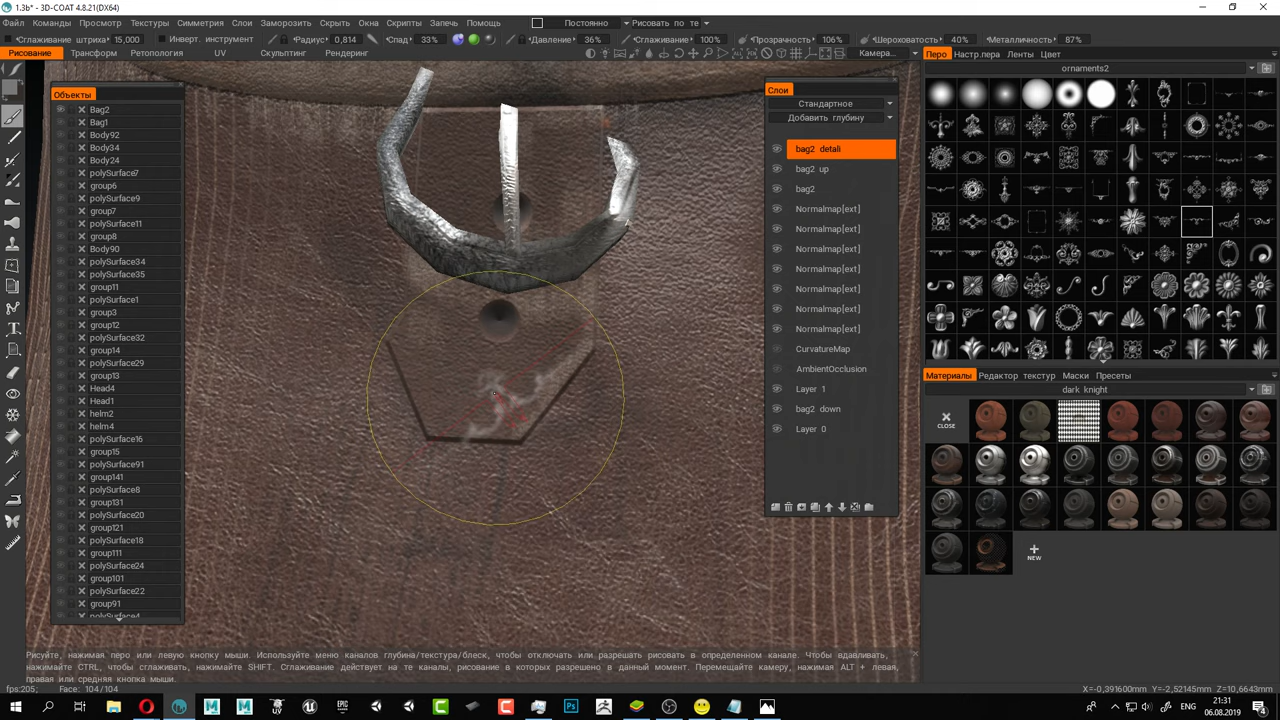 1.3b* - 3D-COAT 4.8.21(DX64)
Файл Команды Просмотр Текстуры Симметрия Слои Заморозить Скрыть Окна Скрипты Запечь Помощь Постоянно Рисовать по те
Сглаживание штриха 15,000 Инверт. инструмент Радиус 0,814 Спад 33% Давление 36% Сглаживание 100% Прозрачность 106% Шероховатость 40% Металличность 87%
Рисование Трансформ Ретопология UV Скульптинг Рендеринг Камера...
Перо Настр.пера Ленты Цвет
ornaments2
Объекты
Bag2
Bag1
Body92
Body34
Body24
polySurface7
group6
polySurface9
group7
polySurface11
group8
Body90
polySurface34
polySurface35
group11
polySurface1
group3
group12
polySurface32
group14
polySurface29
group13
Head4
Head1
helm2
helm4
polySurface16
group15
polySurface91
group141
polySurface8
group131
polySurface20
group121
polySurface18
group111
polySurface24
group101
polySurface22
group91
polySurface4
Слои
Стандартное
Добавить глубину
bag2 detali
bag2 up
bag2
Normalmap[ext]
Normalmap[ext]
Normalmap[ext]
Normalmap[ext]
Normalmap[ext]
Normalmap[ext]
Normalmap[ext]
CurvatureMap
AmbientOcclusion
Layer 1
bag2 down
Layer 0
Материалы Редактор текстур Маски Пресеты
dark knight
CLOSE
NEW
Рисуйте, нажимая перо или левую кнопку мыши. Используйте меню каналы глубина/текстура/блеск, чтобы отключить или разрешать рисовать в определенном канале. Чтобы вдавливать,
нажимайте CTRL, чтобы сглаживать, нажимайте SHIFT. Сглаживание действует на те каналы, рисование в которых разрешено в данный момент. Перемещайте камеру, нажимая ALT + левая,
правая или средняя кнопка мыши.
fps:205; Face: 104/104 X=-0,391600mm Y=-2,52145mm Z=10,6643mm
ENG 21:31
06.08.2019